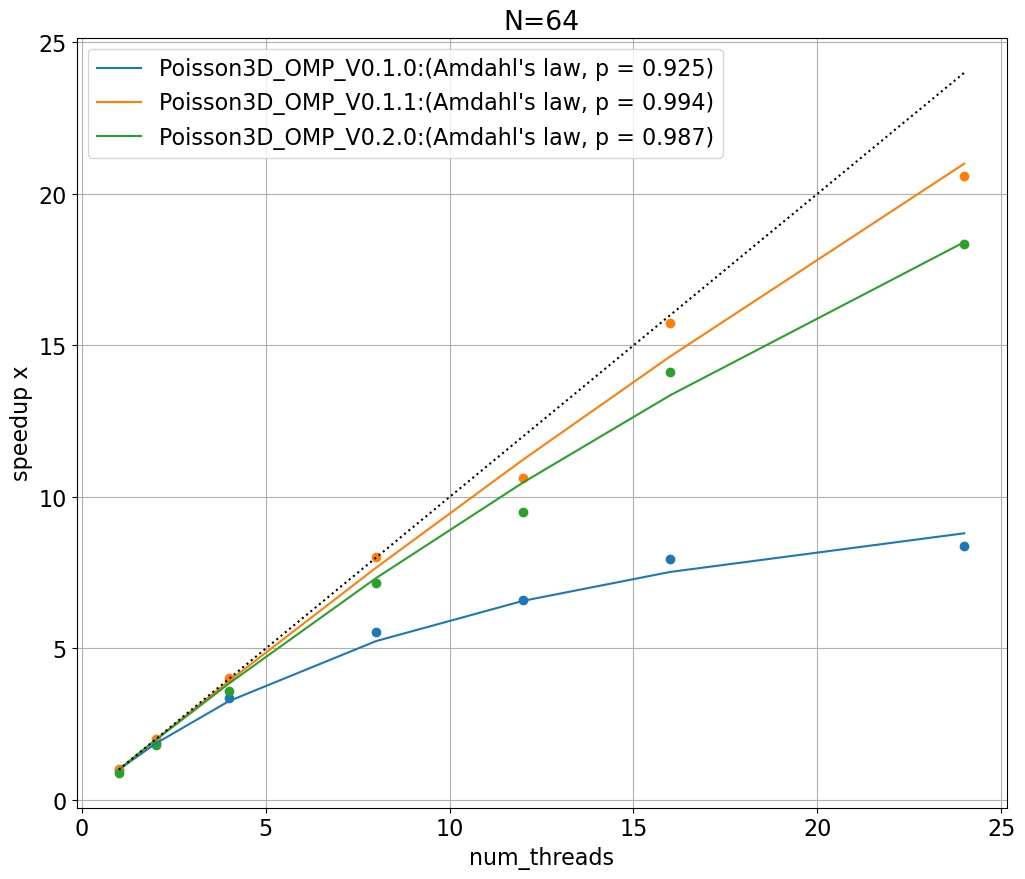 N=64
25
Poisson3D_OMP_V0.1.0:(Amdahl's law, p = 0.925)
Poisson3D_OMP_V0.1.1:(Amdahl's law, p = 0.994)
Poisson3D_OMP_V0.2.0:(Amdahl's law, p = 0.987)
20
15
speedup x
10
5
0
0 5 10 15 20 25
num_threads